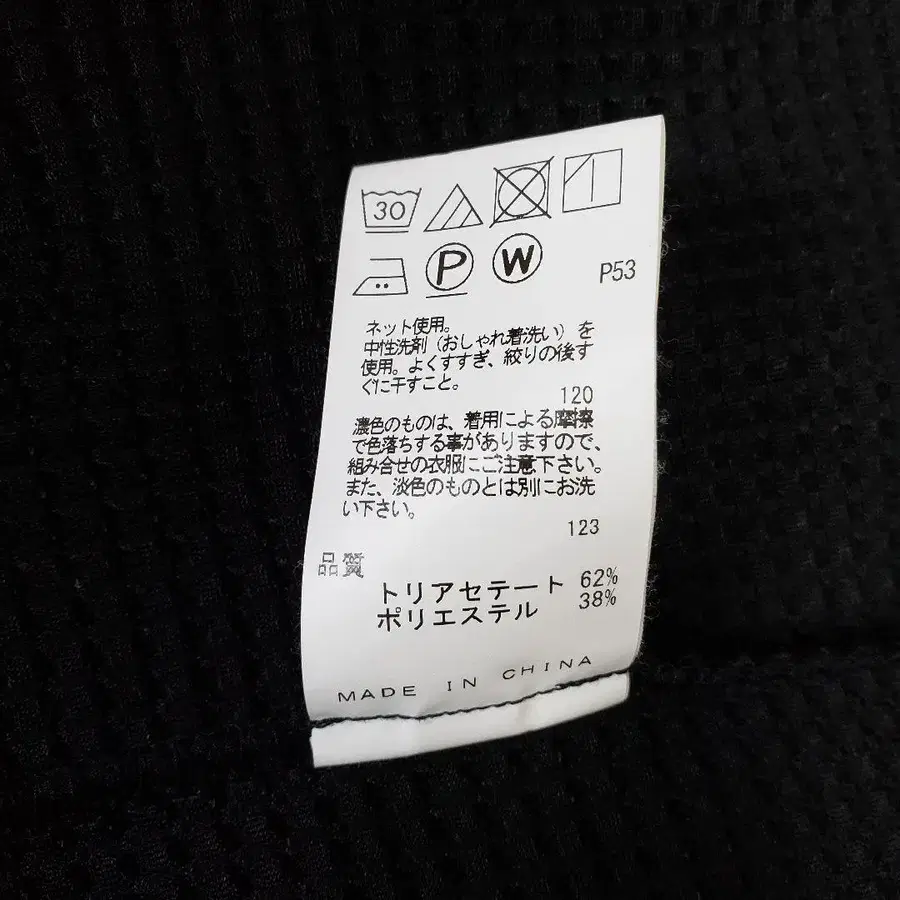 30
P W P53
ネット使用。
中性洗剤（おしゃれ着洗い）を
使用。よくすすぎ、絞りの後す
ぐに干すこと。
120
濃色のものは、着用による摩擦
で色落ちする事がありますので、
組み合せの衣服にご注意下さい。
また、淡色のものとは別にお洗
い下さい。
123
品質
トリアセテート 62%
ポリエステル 38%
MADE IN CHINA